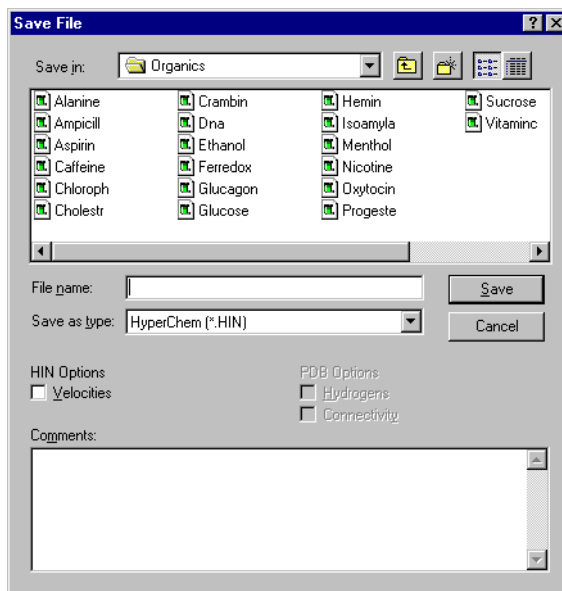 Save File
Save in: Organics
Alanine Crambin Hemin Sucrose
Ampicill Dna Isoamyla Vitaminc
Aspirin Ethanol Menthol
Caffeine Ferredox Nicotine
Chloroph Glucagon Oxytocin
Cholestr Glucose Progeste
File name: Save
Save as type: HyperChem (*.HIN) Cancel
HIN Options PDB Options
Velocities Hydrogens
Connectivity
Comments: